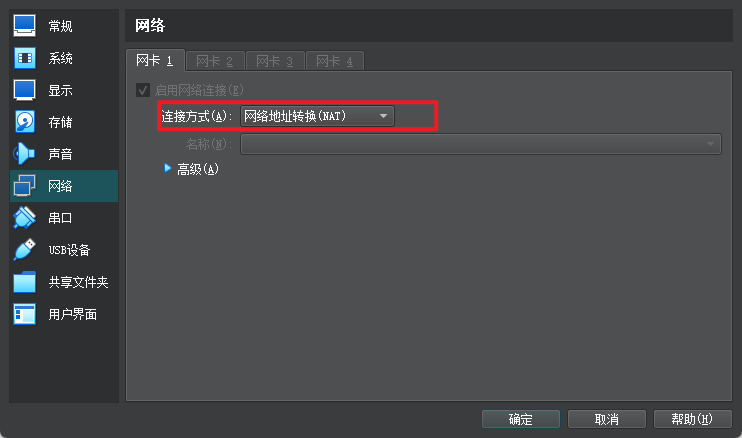 常规
系统
显示
存储
声音
网络
串口
USB设备
共享文件夹
用户界面
网络
网卡 1 网卡 2 网卡 3 网卡 4
启用网络连接(E)
连接方式(A): 网络地址转换(NAT)
名称(N):
高级(A)
确定 取消 帮助(H)